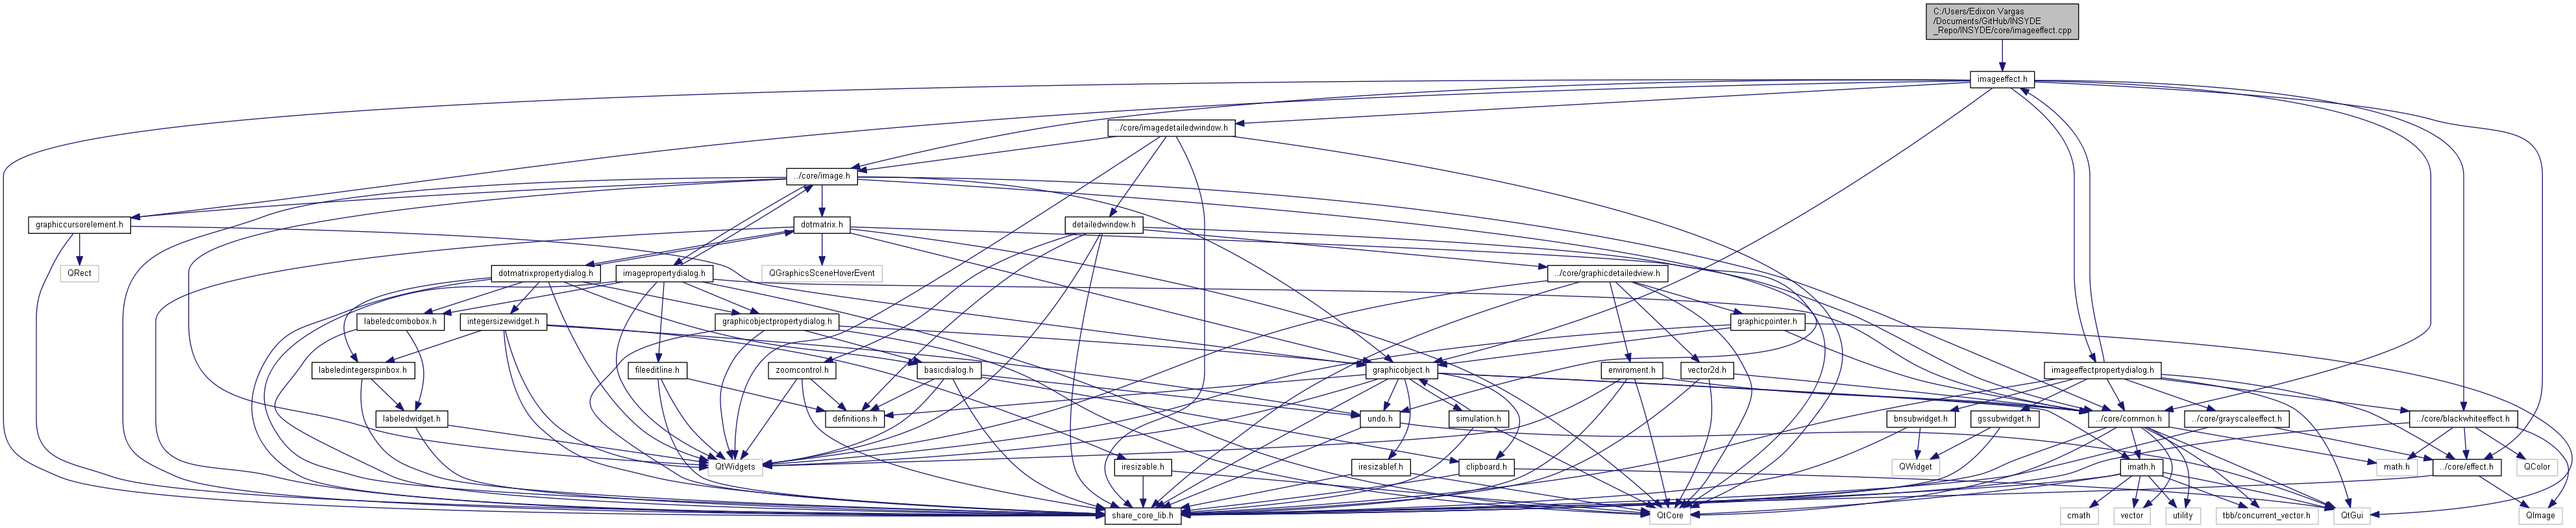 C:/Users/Edixon Vargas
/Documents/GitHub/INSYDE
_Repo/INSYDE/core/imageeffect.cpp
imageeffect.h
../core/imagedetailedwindow.h
../core/image.h
graphiccursorelement.h
dotmatrix.h
detailedwindow.h
QRect
dotmatrixpropertydialog.h
imagepropertydialog.h
QGraphicsSceneHoverEvent
../core/graphicdetailedview.h
labeledcombobox.h
integersizewidget.h
graphicobjectpropertydialog.h
graphicpointer.h
labeledintegerspinbox.h
fileeditline.h
zoomcontrol.h
basicdialog.h
graphicobject.h
enviroment.h
vector2d.h
imageeffectpropertydialog.h
labeledwidget.h
definitions.h
undo.h
simulation.h
bnsubwidget.h
gssubwidget.h
../core/common.h
../core/grayscaleeffect.h
../core/blackwhiteeffect.h
QtWidgets
iresizable.h
iresizablef.h
clipboard.h
QWidget
imath.h
math.h
../core/effect.h
QColor
share_core_lib.h
QtCore
cmath
vector
utility
tbb/concurrent_vector.h
QtGui
QImage